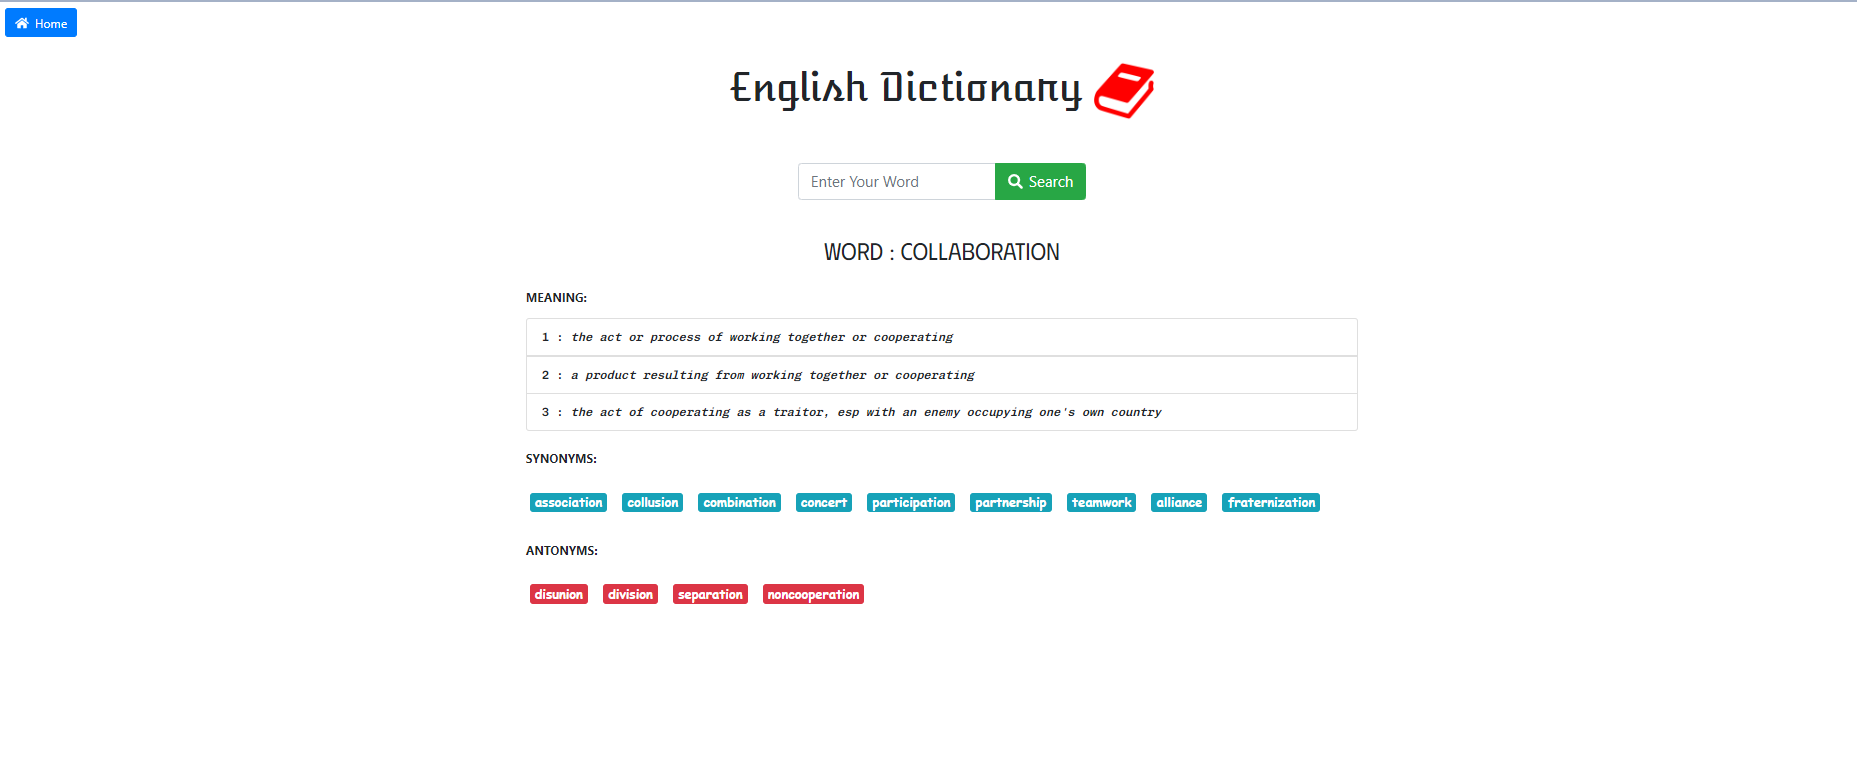 Home
English Dictionary
Enter Your Word
Search
WORD : COLLABORATION
MEANING:
1 : the act or process of working together or cooperating
2 : a product resulting from working together or cooperating
3 : the act of cooperating as a traitor, esp with an enemy occupying one's own country
SYNONYMS:
association collusion combination concert participation partnership teamwork alliance fraternization
ANTONYMS:
disunion division separation noncooperation